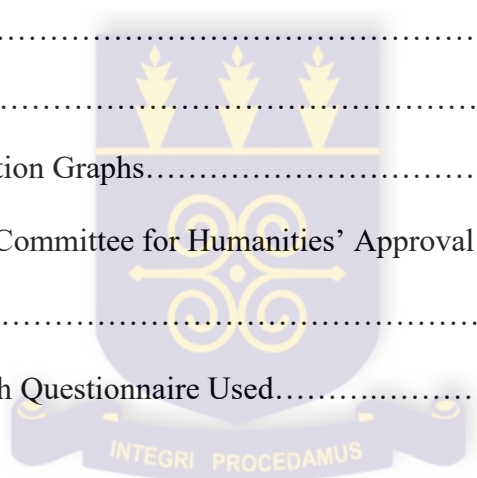 …………………………………………
…………………………………………
tion Graphs……………………………
Committee for Humanities’ Approval
…………………………………………
h Questionnaire Used……….………
INTEGRI PROCEDAMUS